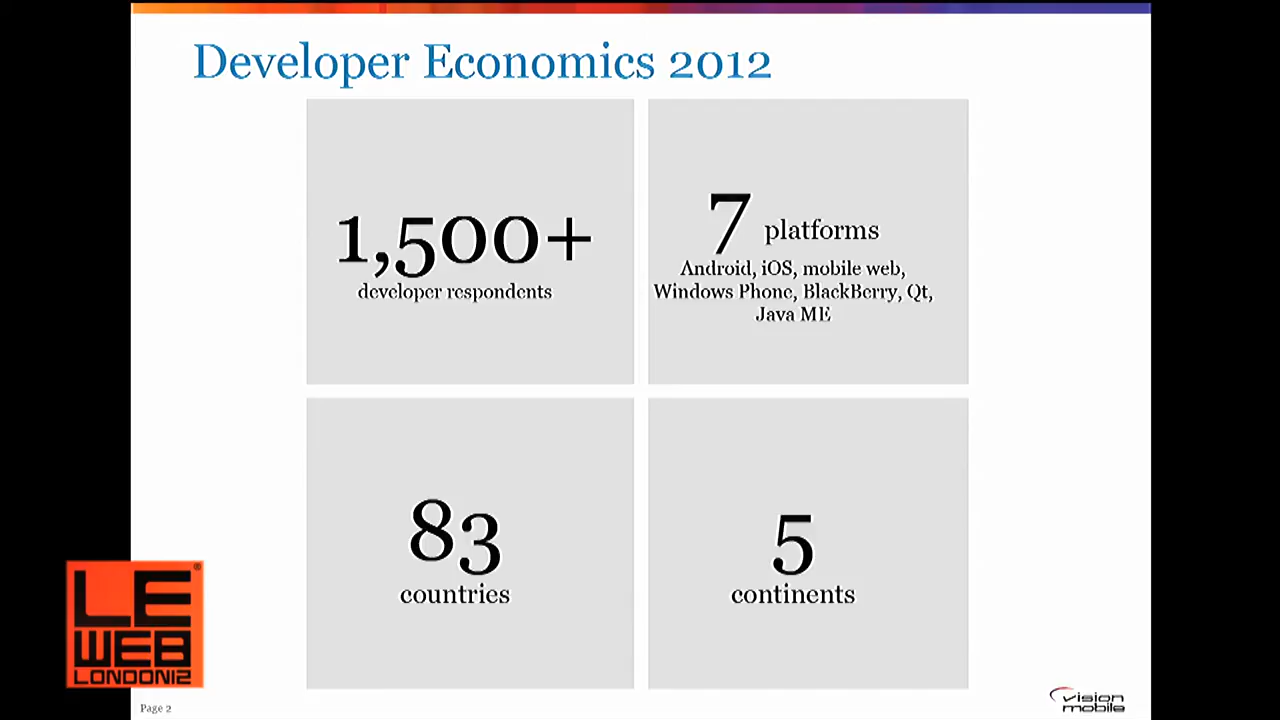 Developer Economics 2012
1,500+
developer respondents
7 platforms
Android, iOS, mobile web,
Windows Phone, BlackBerry, Qt,
Java ME
83
countries
5
continents
LE
WEB
LONDON12
®
Page 2
vision
mobile